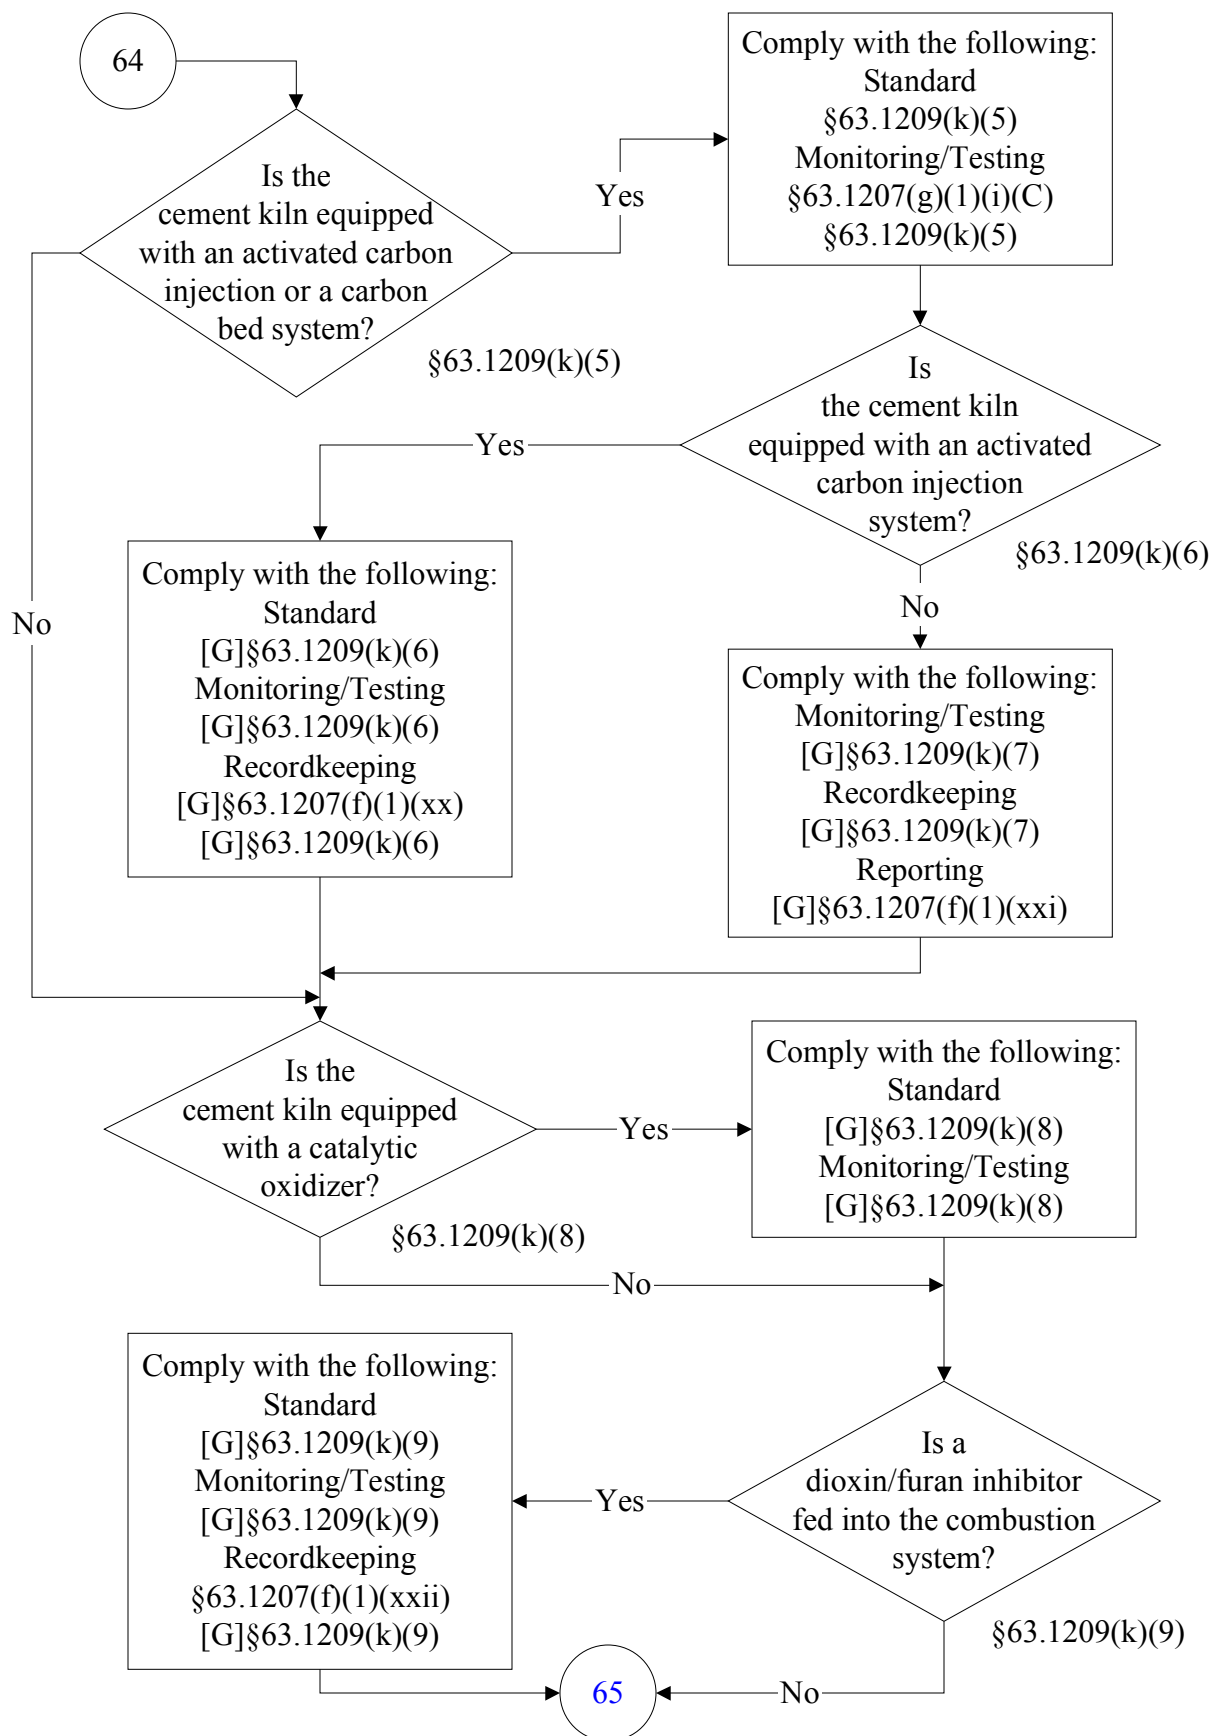 64
Is the
cement kiln equipped
with an activated carbon
injection or a carbon
bed system?
§63.1209(k)(5)
Yes
Comply with the following:
Standard
§63.1209(k)(5)
Monitoring/Testing
§63.1207(g)(1)(i)(C)
§63.1209(k)(5)
Is
the cement kiln
equipped with an activated
carbon injection
system?
§63.1209(k)(6)
Yes
No
No
Comply with the following:
Standard
[G]§63.1209(k)(6)
Monitoring/Testing
[G]§63.1209(k)(6)
Recordkeeping
[G]§63.1207(f)(1)(xx)
[G]§63.1209(k)(6)
Comply with the following:
Monitoring/Testing
[G]§63.1209(k)(7)
Recordkeeping
[G]§63.1209(k)(7)
Reporting
[G]§63.1207(f)(1)(xxi)
Is the
cement kiln equipped
with a catalytic
oxidizer?
§63.1209(k)(8)
Yes
Comply with the following:
Standard
[G]§63.1209(k)(8)
Monitoring/Testing
[G]§63.1209(k)(8)
No
Is a
dioxin/furan inhibitor
fed into the combustion
system?
§63.1209(k)(9)
Yes
Comply with the following:
Standard
[G]§63.1209(k)(9)
Monitoring/Testing
[G]§63.1209(k)(9)
Recordkeeping
§63.1207(f)(1)(xxii)
[G]§63.1209(k)(9)
No
65